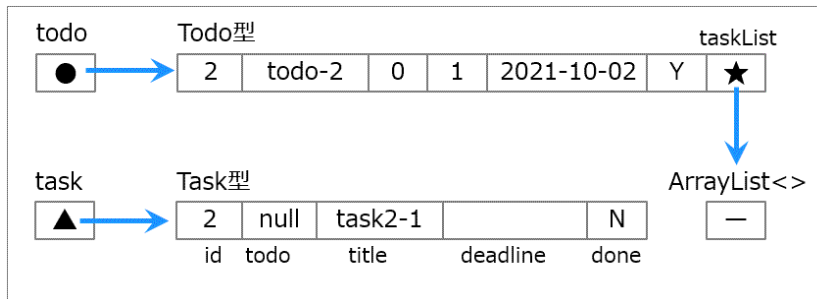 todo Todo型 taskList
● 2 todo-2 0 1 2021-10-02 Y ★
task Task型 ArrayList<>
▲ 2 null task2-1 N —
id todo title deadline done